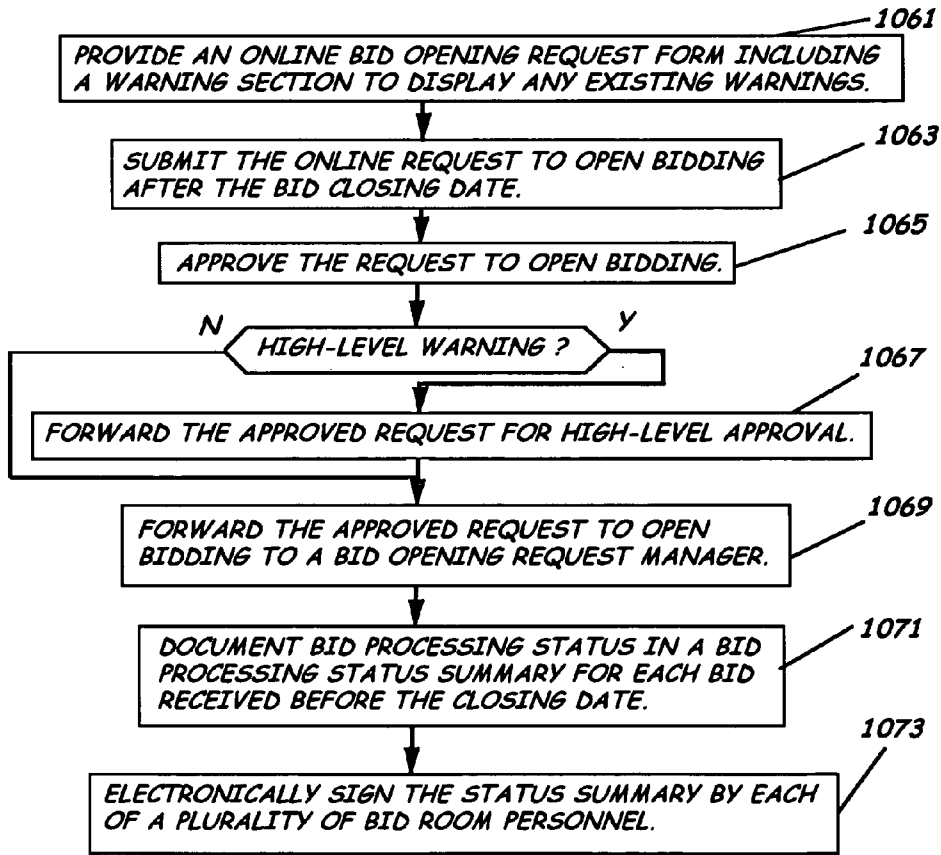 1061
PROVIDE AN ONLINE BID OPENING REQUEST FORM INCLUDING
A WARNING SECTION TO DISPLAY ANY EXISTING WARNINGS.
1063
SUBMIT THE ONLINE REQUEST TO OPEN BIDDING
AFTER THE BID CLOSING DATE.
1065
APPROVE THE REQUEST TO OPEN BIDDING.
N
Y
HIGH-LEVEL WARNING ?
1067
FORWARD THE APPROVED REQUEST FOR HIGH-LEVEL APPROVAL.
1069
FORWARD THE APPROVED REQUEST TO OPEN
BIDDING TO A BID OPENING REQUEST MANAGER.
1071
DOCUMENT BID PROCESSING STATUS IN A BID
PROCESSING STATUS SUMMARY FOR EACH BID
RECEIVED BEFORE THE CLOSING DATE.
1073
ELECTRONICALLY SIGN THE STATUS SUMMARY BY EACH
OF A PLURALITY OF BID ROOM PERSONNEL.